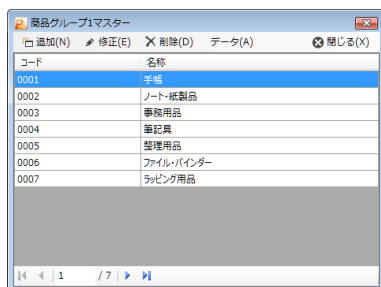 商品グループ1マスター
追加(N) 修正(E) 削除(D) データ(A) 閉じる(X)
コード 名称
0001 手帳
0002 ノート・紙製品
0003 事務用品
0004 筆記具
0005 整理用品
0006 ファイル・バインダー
0007 ラッピング用品
1 / 7